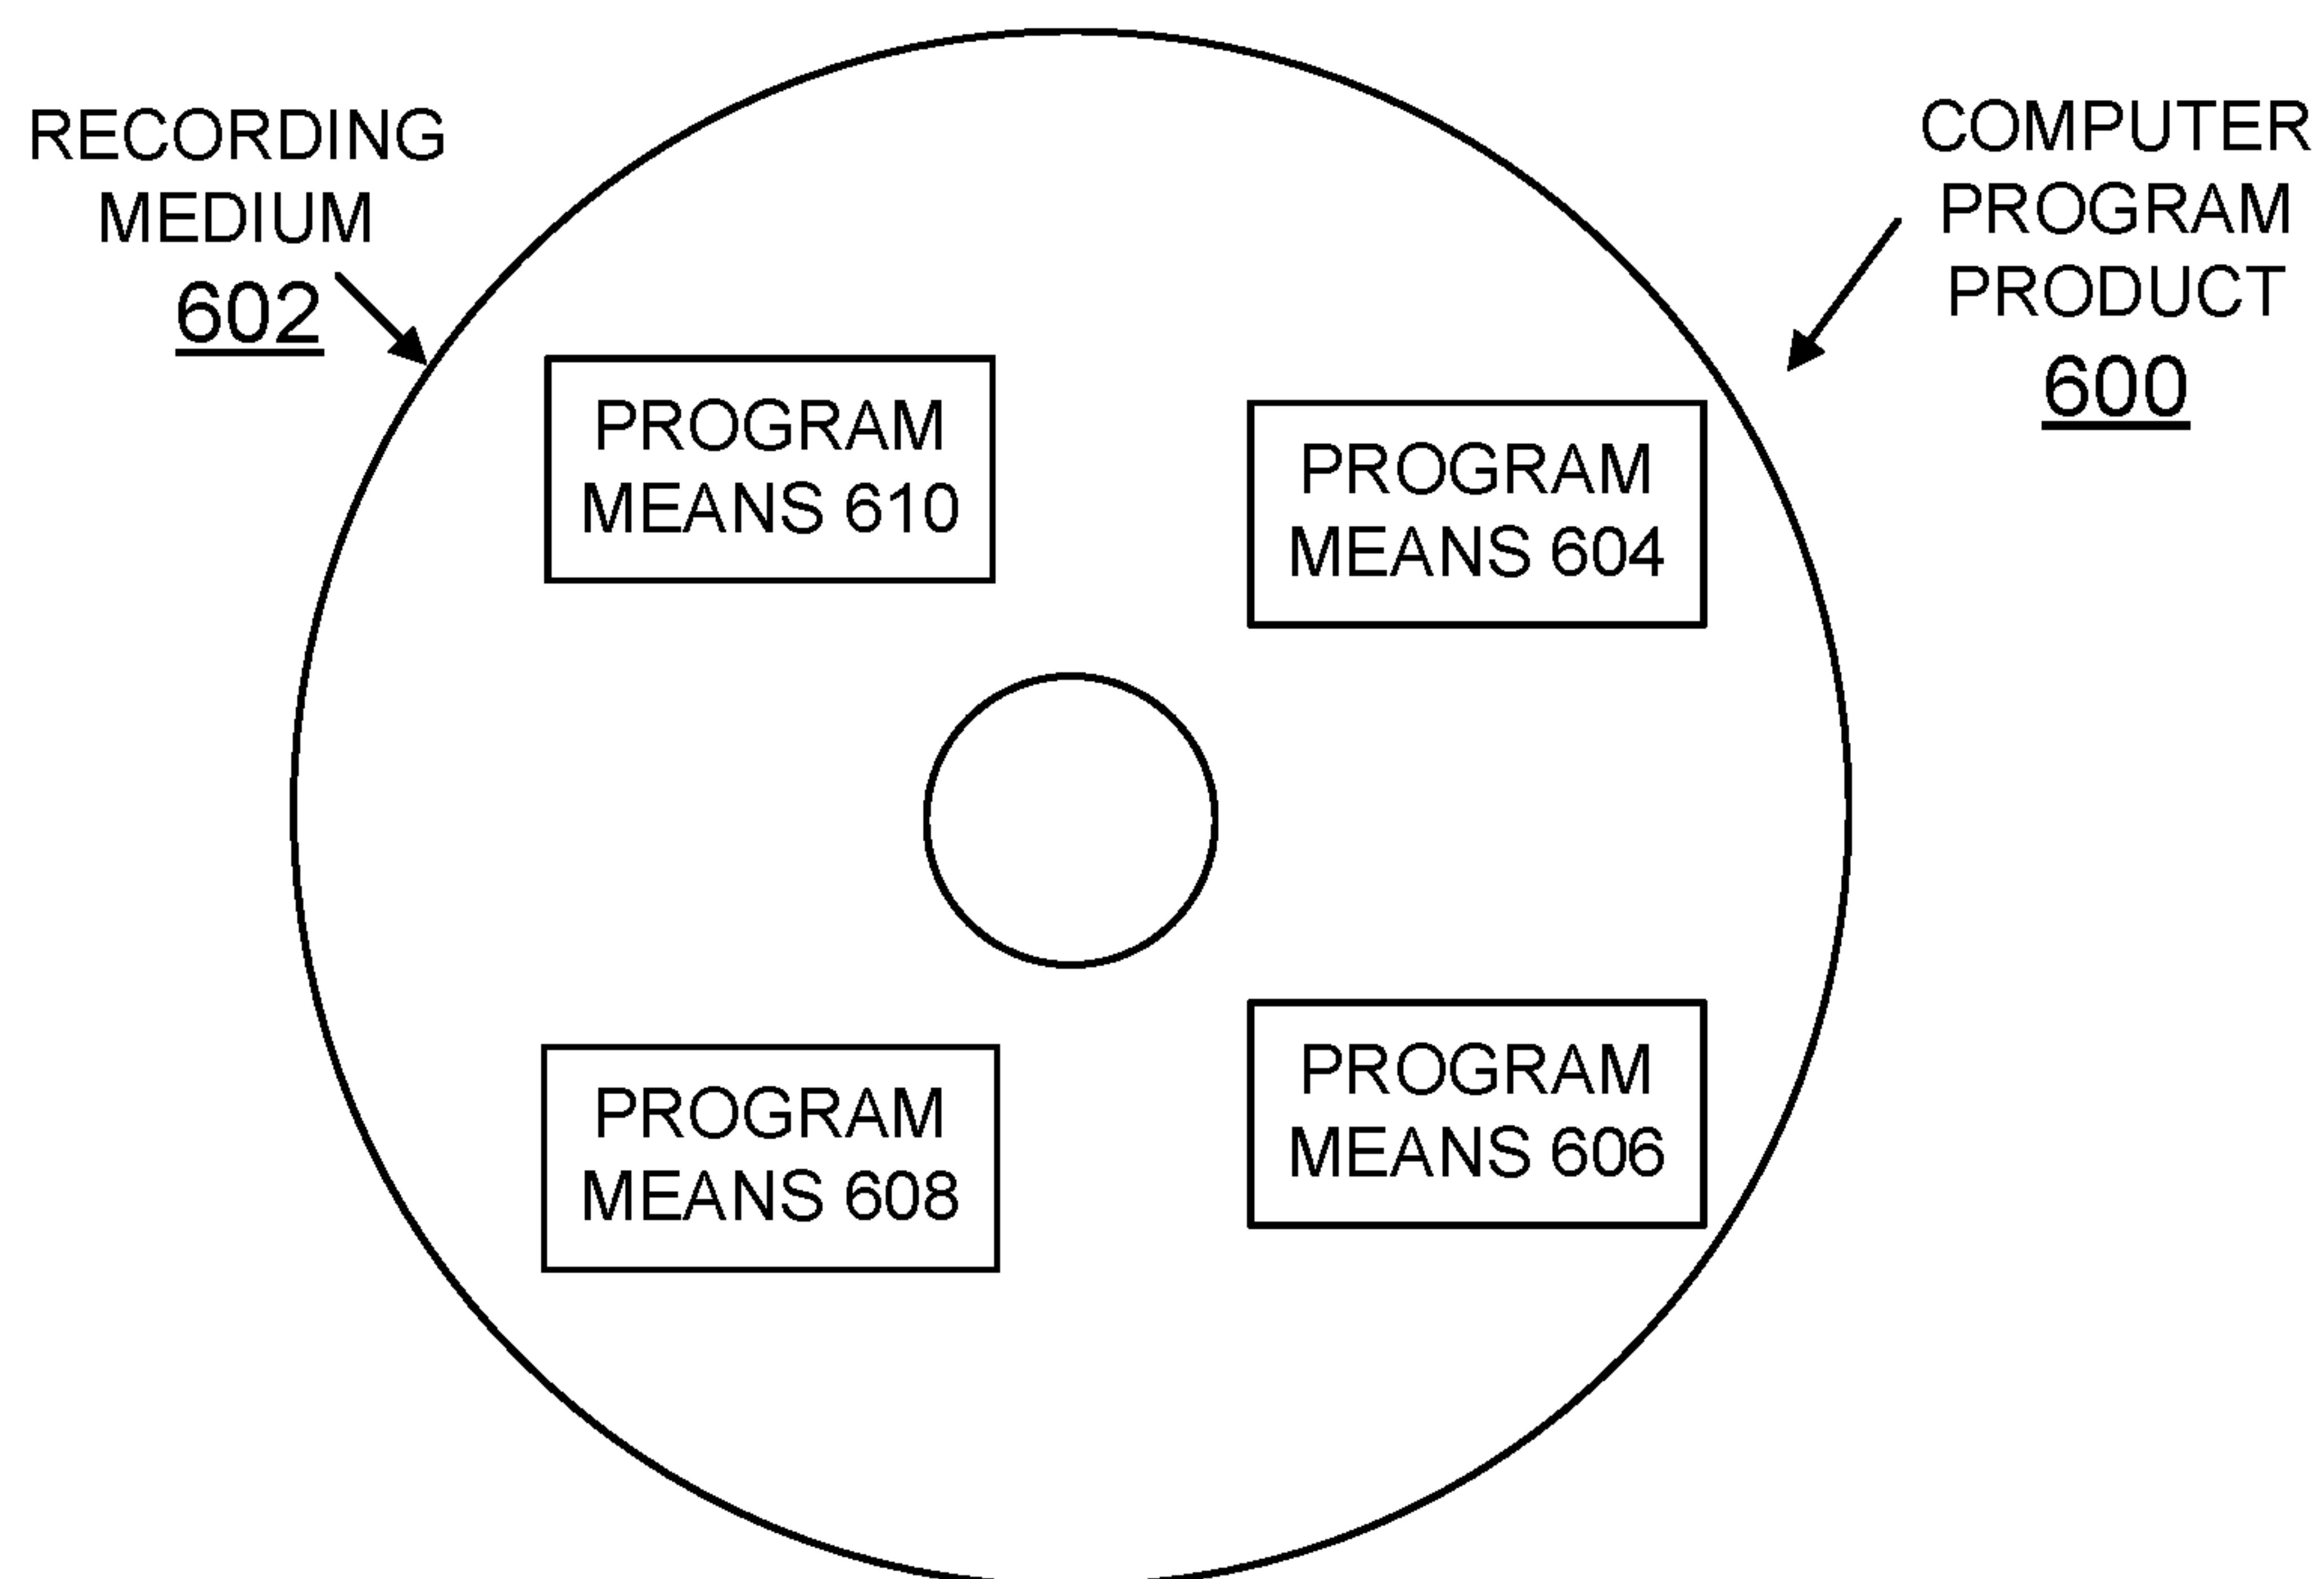 RECORDING
MEDIUM
602
COMPUTER
PROGRAM
PRODUCT
600
PROGRAM
MEANS 610
PROGRAM
MEANS 604
PROGRAM
MEANS 608
PROGRAM
MEANS 606